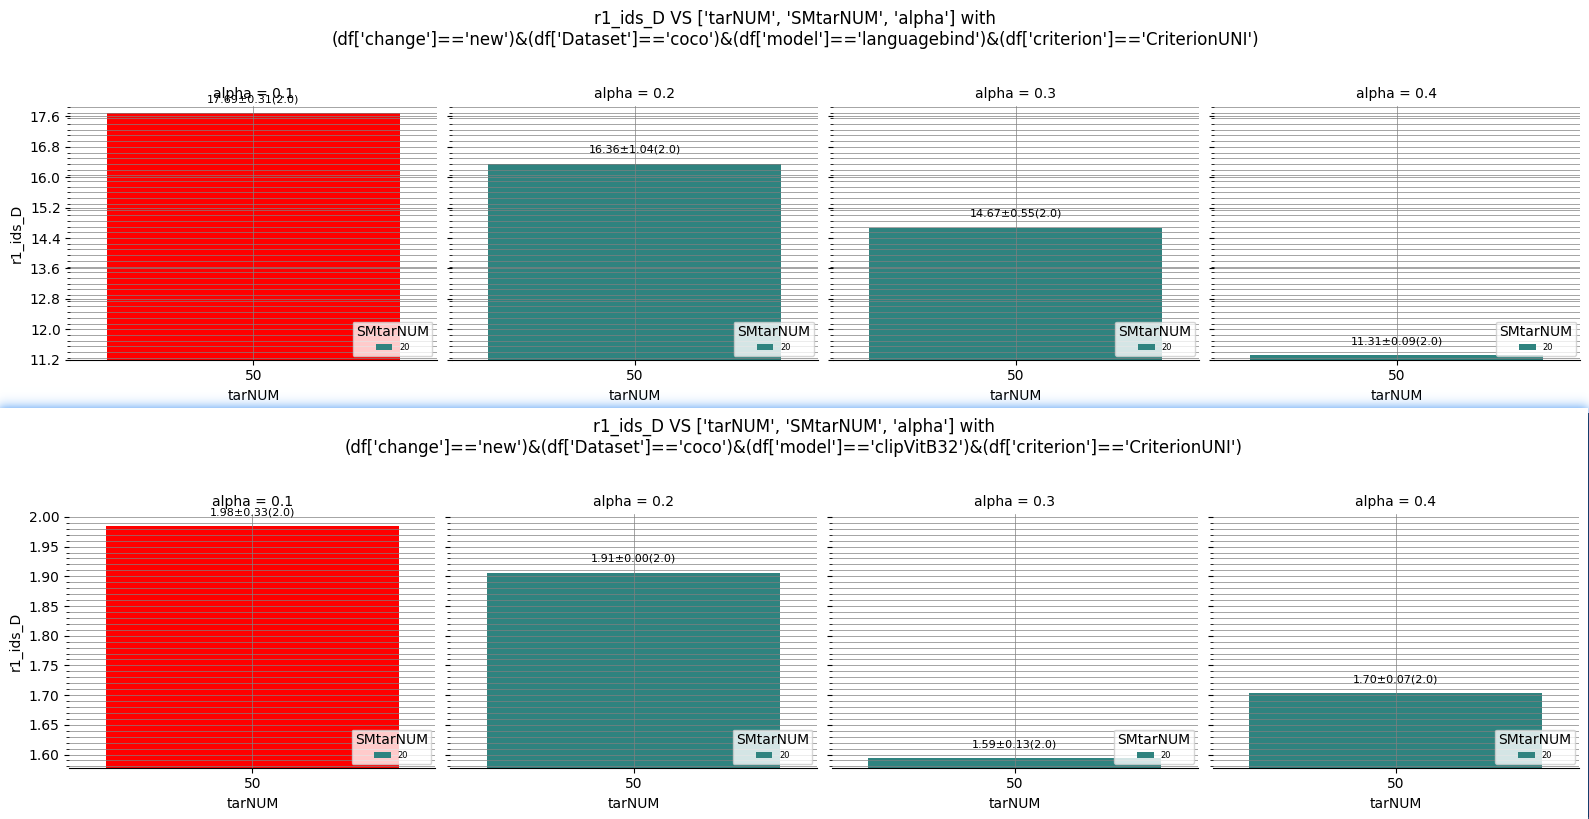 r1_ids_D VS ['tarNUM', 'SMtarNUM', 'alpha'] with
(df['change']=='new')&(df['Dataset']=='coco')&(df['model']=='languagebind')&(df['criterion']=='CriterionUNI')
alpha = 0.1
alpha = 0.2
alpha = 0.3
alpha = 0.4
17.69±0.31(2.0)
16.36±1.04(2.0)
14.67±0.55(2.0)
11.31±0.09(2.0)
r1_ids_D
17.6
16.8
16.0
15.2
14.4
13.6
12.8
12.0
11.2
SMtarNUM
20
SMtarNUM
20
SMtarNUM
20
SMtarNUM
20
50
50
50
50
tarNUM
tarNUM
tarNUM
tarNUM
r1_ids_D VS ['tarNUM', 'SMtarNUM', 'alpha'] with
(df['change']=='new')&(df['Dataset']=='coco')&(df['model']=='clipVitB32')&(df['criterion']=='CriterionUNI')
alpha = 0.1
alpha = 0.2
alpha = 0.3
alpha = 0.4
1.98±0.33(2.0)
1.91±0.00(2.0)
1.59±0.13(2.0)
1.70±0.07(2.0)
r1_ids_D
2.00
1.95
1.90
1.85
1.80
1.75
1.70
1.65
1.60
SMtarNUM
20
SMtarNUM
20
SMtarNUM
20
SMtarNUM
20
50
50
50
50
tarNUM
tarNUM
tarNUM
tarNUM